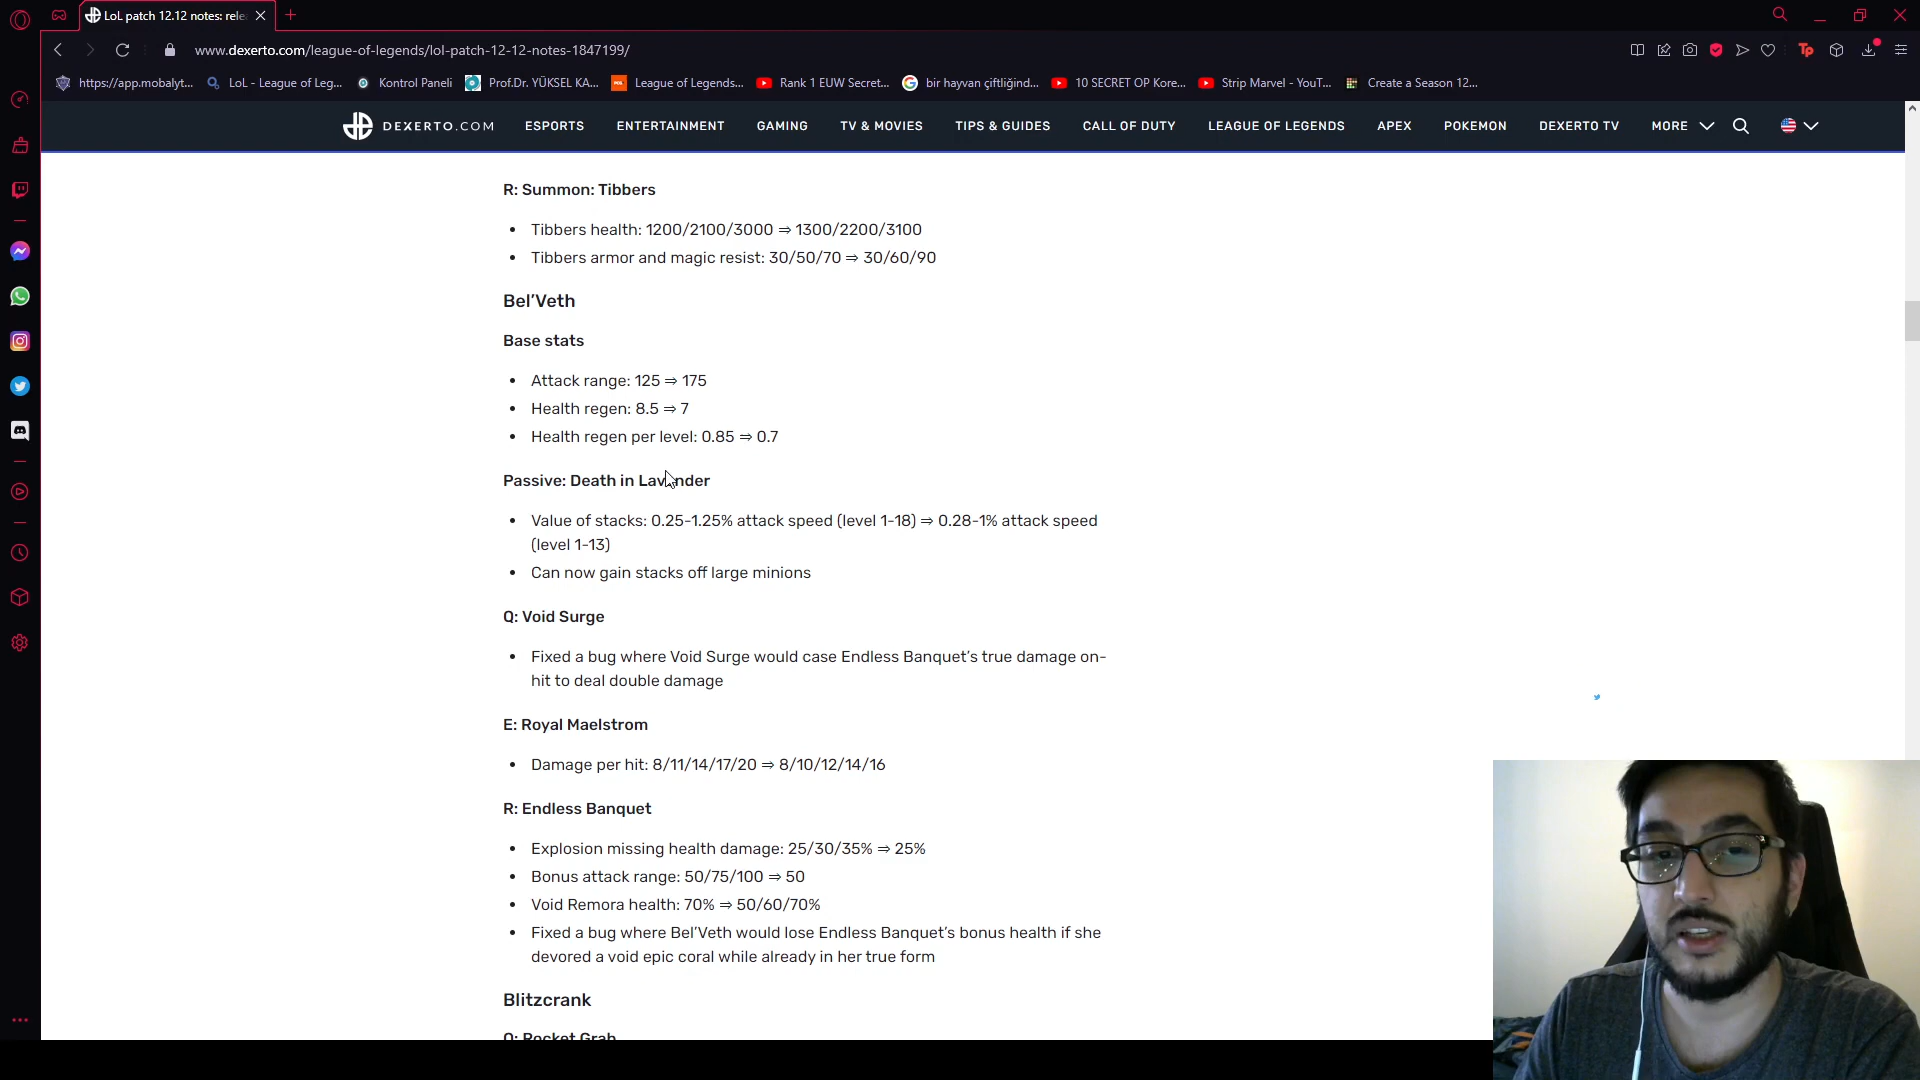 LoL patch 12.12 notes: rele
www.dexerto.com/league-of-legends/lol-patch-12-12-notes-1847199/
Tp
https://app.mobalyt... LoL - League of Leg... Kontrol Paneli Prof.Dr. YÜKSEL KA... League of Legends... Rank 1 EUW Secret... bir hayvan çiftliğind... 10 SECRET OP Kore... Strip Marvel - YouT... Create a Season 12...
DEXERTO.COM ESPORTS ENTERTAINMENT GAMING TV & MOVIES TIPS & GUIDES CALL OF DUTY LEAGUE OF LEGENDS APEX POKEMON DEXERTO TV MORE
R: Summon: Tibbers
• Tibbers health: 1200/2100/3000 ⇒ 1300/2200/3100
• Tibbers armor and magic resist: 30/50/70 ⇒ 30/60/90
Bel’Veth
Base stats
• Attack range: 125 ⇒ 175
• Health regen: 8.5 ⇒ 7
• Health regen per level: 0.85 ⇒ 0.7
Passive: Death in Lavender
• Value of stacks: 0.25-1.25% attack speed (level 1-18) ⇒ 0.28-1% attack speed
(level 1-13)
• Can now gain stacks off large minions
Q: Void Surge
• Fixed a bug where Void Surge would case Endless Banquet’s true damage on-
hit to deal double damage
E: Royal Maelstrom
• Damage per hit: 8/11/14/17/20 ⇒ 8/10/12/14/16
R: Endless Banquet
• Explosion missing health damage: 25/30/35% ⇒ 25%
• Bonus attack range: 50/75/100 ⇒ 50
• Void Remora health: 70% ⇒ 50/60/70%
• Fixed a bug where Bel’Veth would lose Endless Banquet’s bonus health if she
devored a void epic coral while already in her true form
Blitzcrank
Q: Rocket Grab